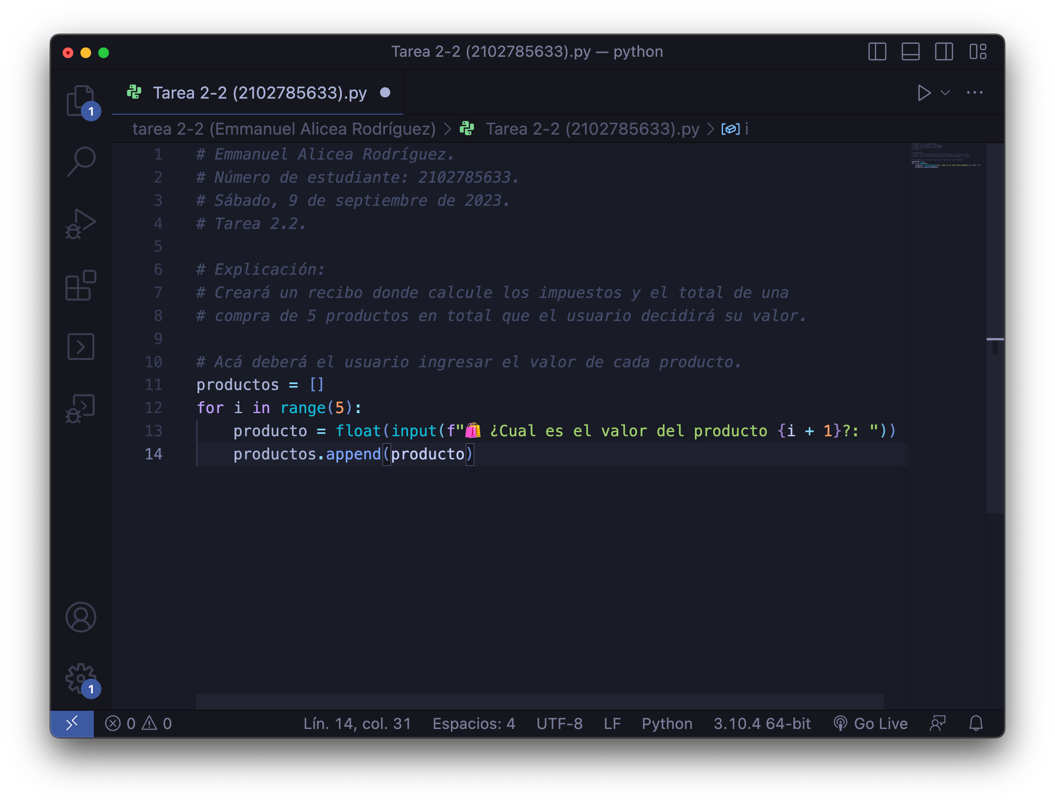 Tarea 2-2 (2102785633).py — python
Tarea 2-2 (2102785633).py
tarea 2-2 (Emmanuel Alicea Rodríguez) > Tarea 2-2 (2102785633).py > i
1 # Emmanuel Alicea Rodríguez.
2 # Número de estudiante: 2102785633.
3 # Sábado, 9 de septiembre de 2023.
4 # Tarea 2.2.
5
6 # Explicación:
7 # Creará un recibo donde calcule los impuestos y el total de una
8 # compra de 5 productos en total que el usuario decidirá su valor.
9
10 # Acá deberá el usuario ingresar el valor de cada producto.
11 productos = []
12 for i in range(5):
13 producto = float(input(f"🛍️ ¿Cual es el valor del producto {i + 1}?: "))
14 productos.append(producto)
1
1
0 0 Lín. 14, col. 31 Espacios: 4 UTF-8 LF Python 3.10.4 64-bit Go Live